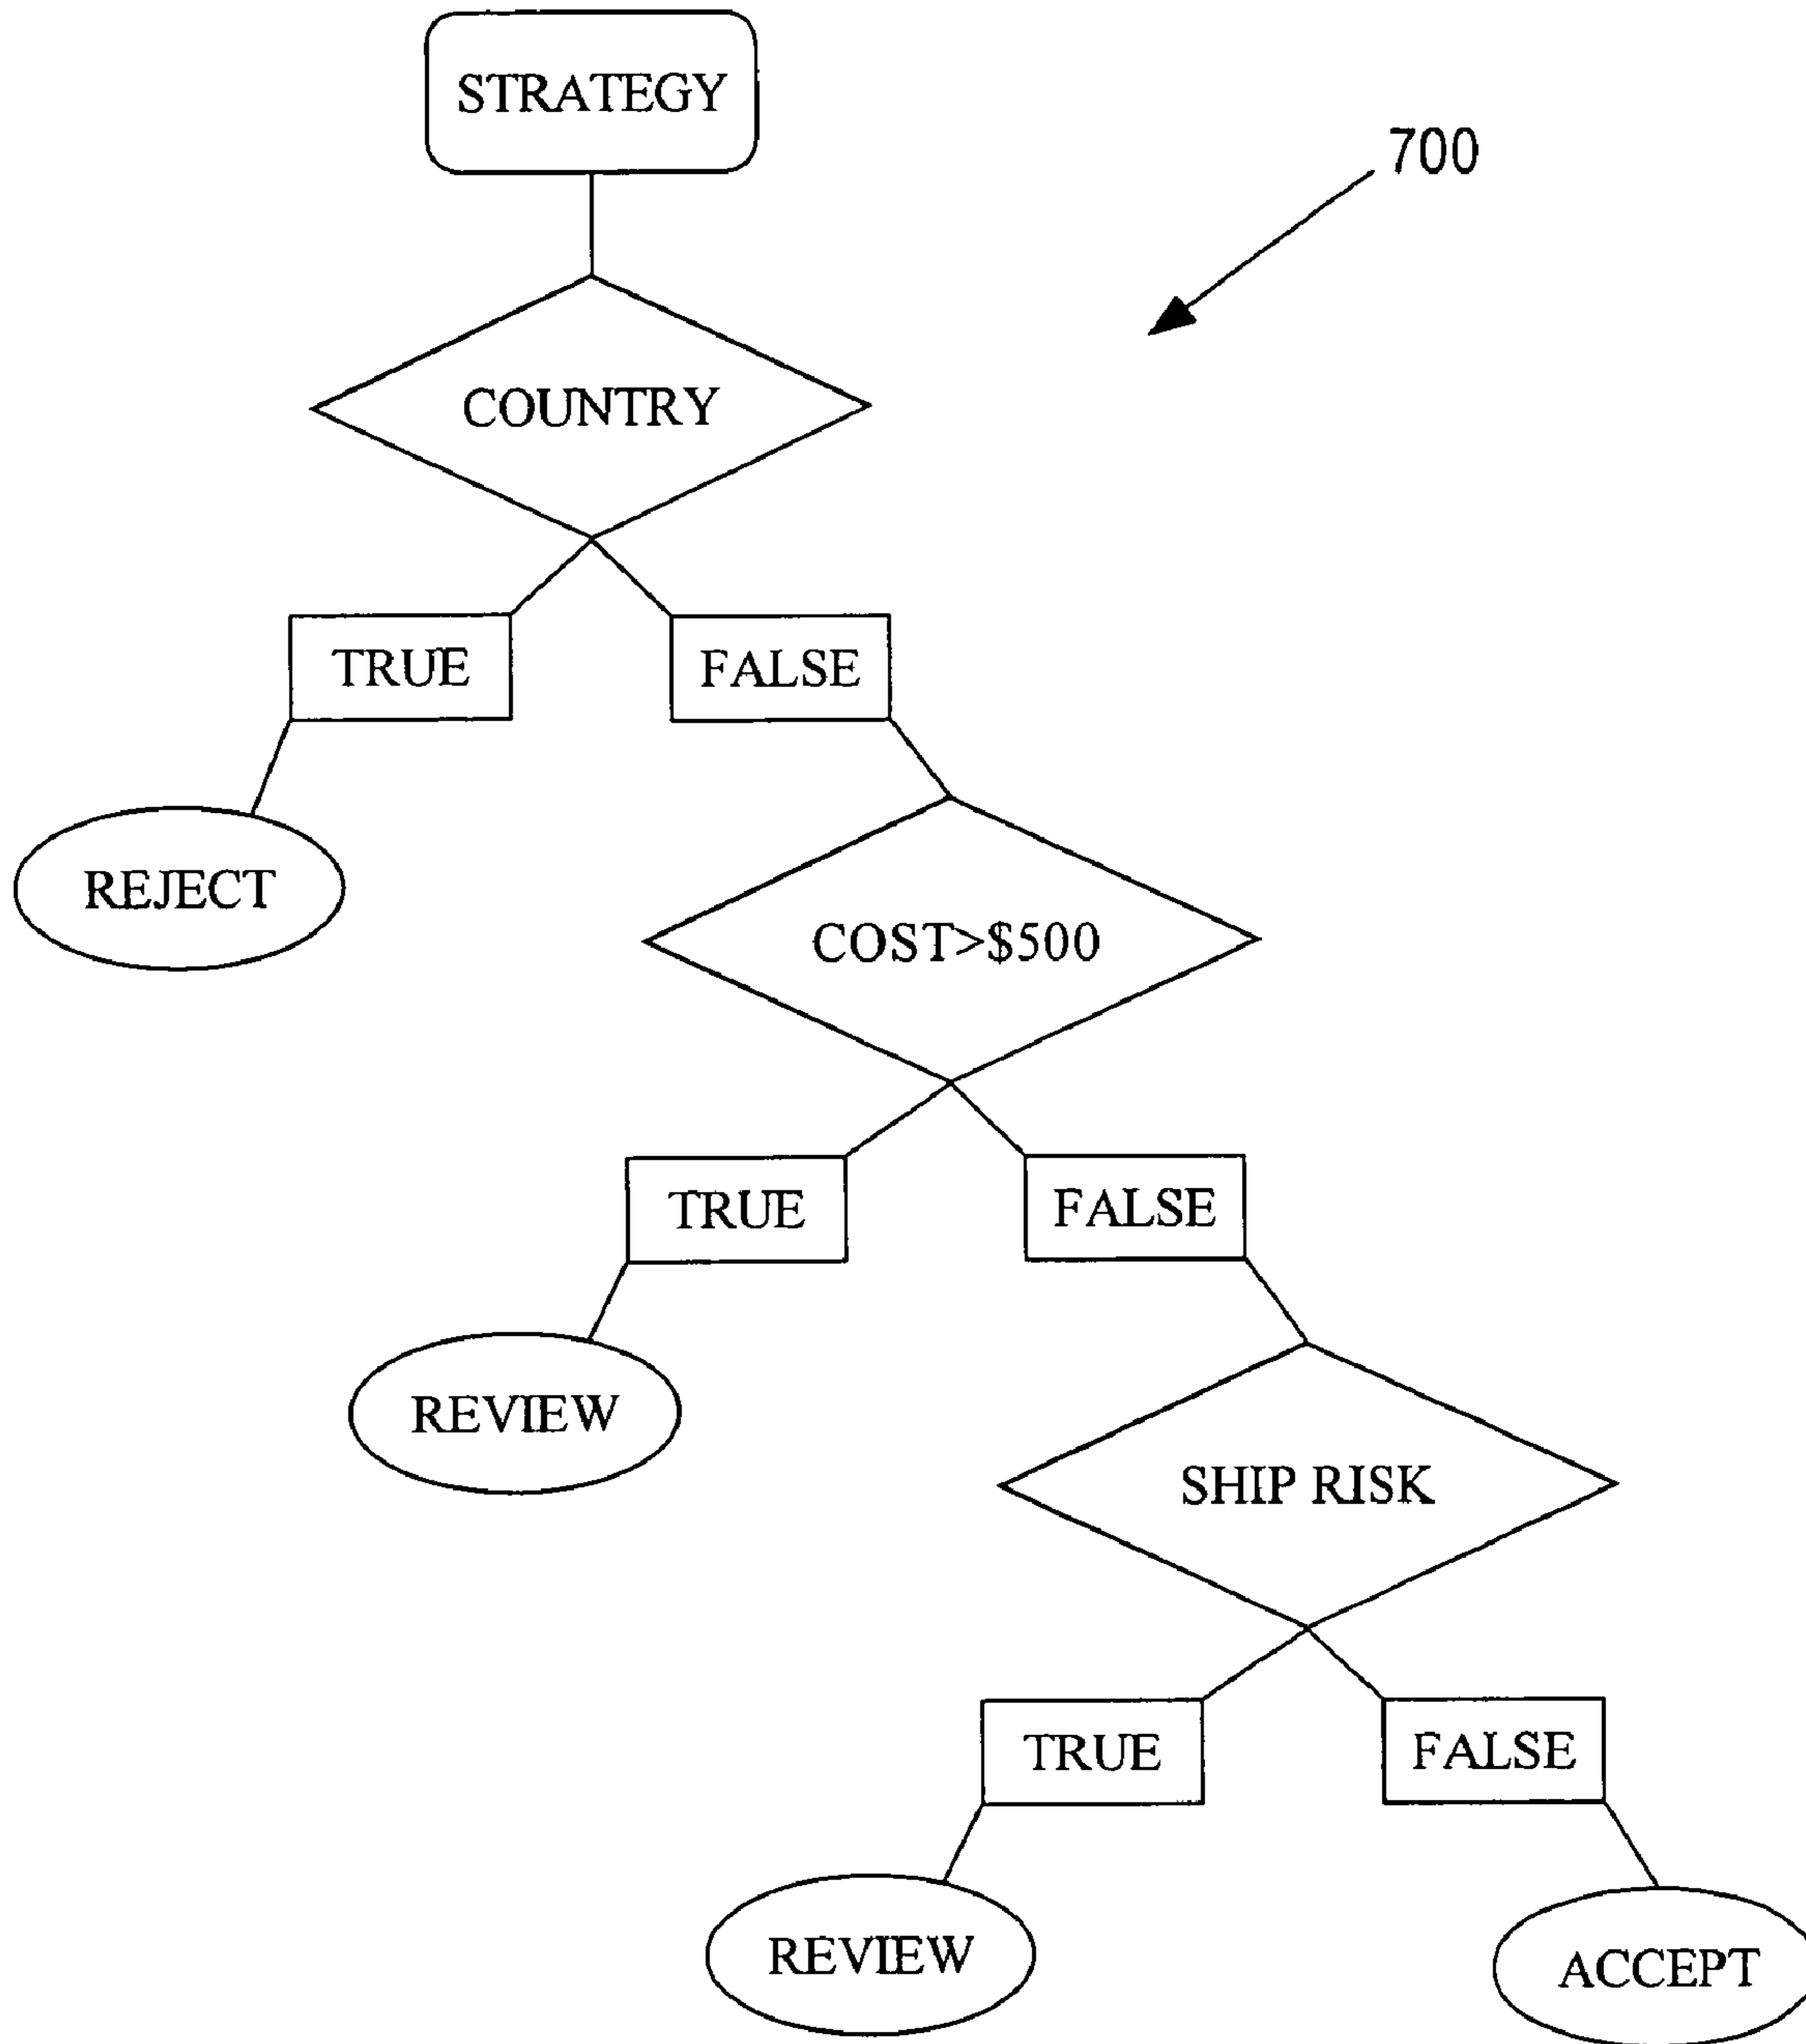 STRATEGY
700
COUNTRY
TRUE
FALSE
REJECT
COST>$500
TRUE
FALSE
REVIEW
SHIP RISK
TRUE
FALSE
REVIEW
ACCEPT